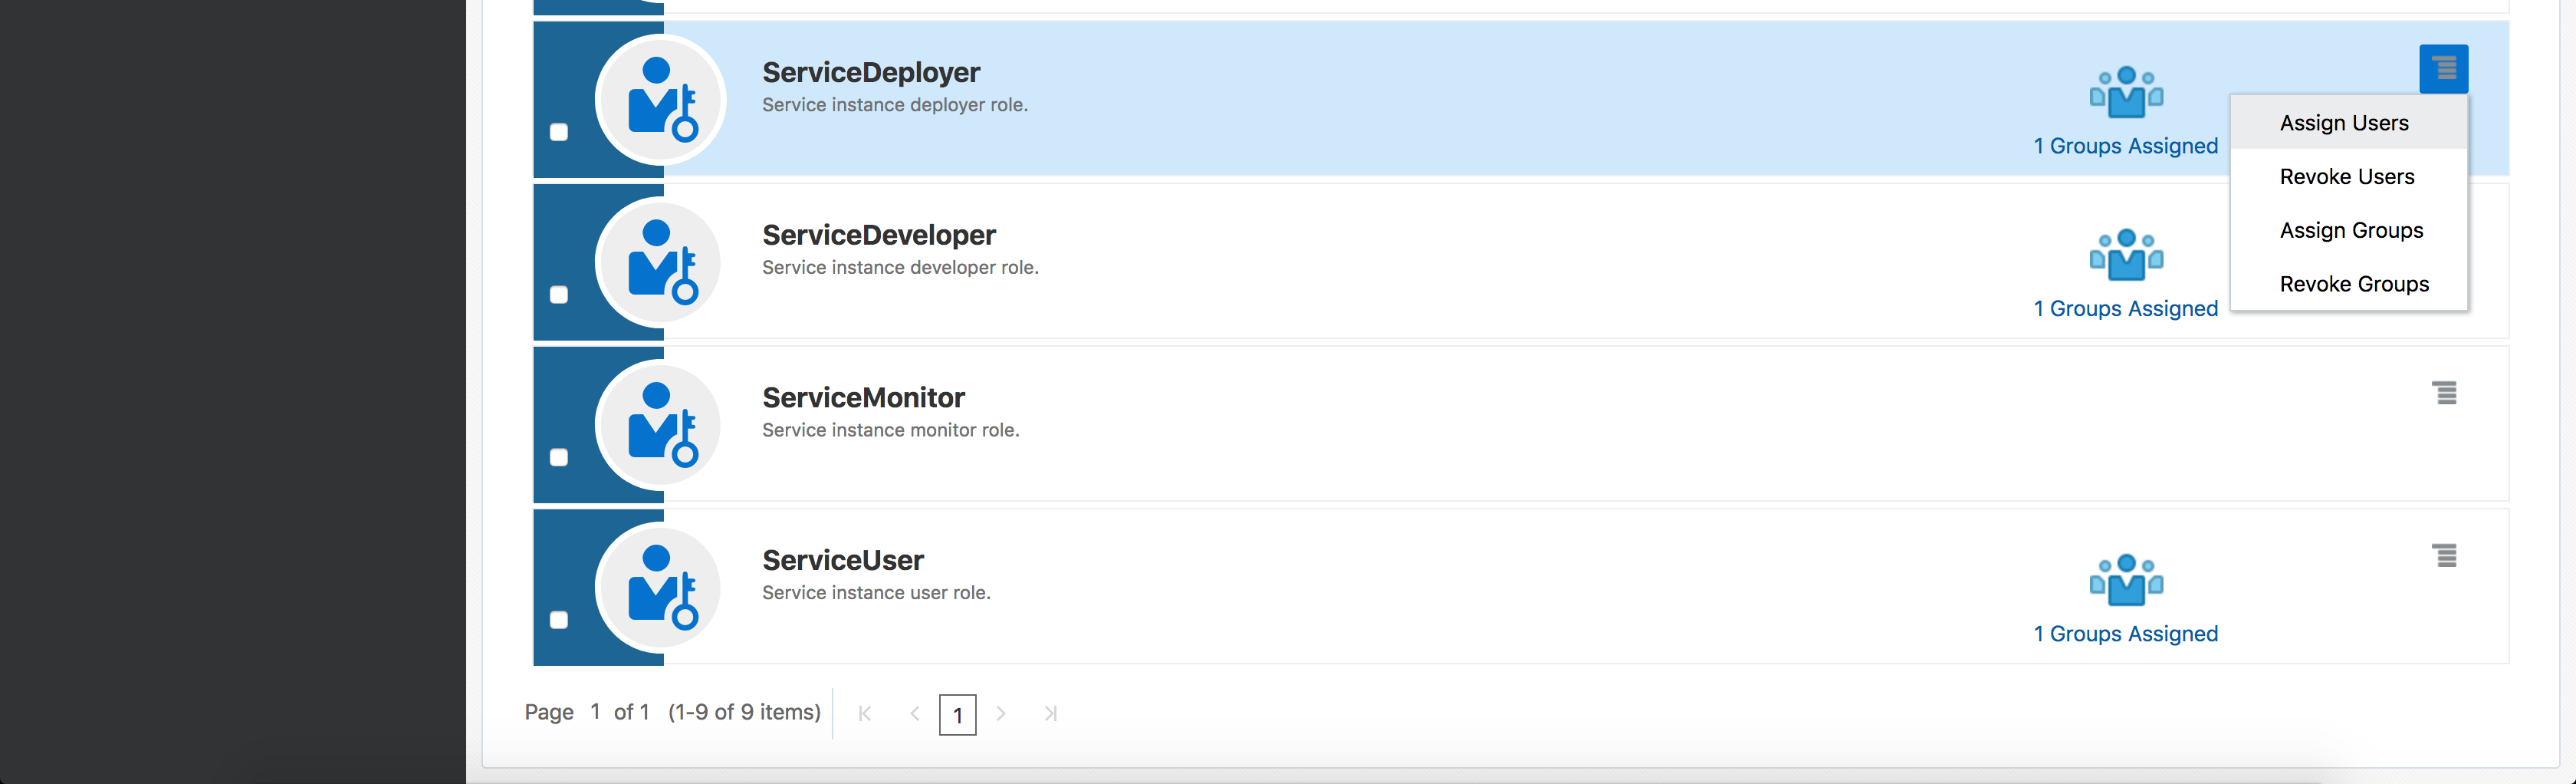 ServiceDeployer
Service instance deployer role.
1 Groups Assigned
Assign Users
Revoke Users
Assign Groups
Revoke Groups
ServiceDeveloper
Service instance developer role.
1 Groups Assigned
ServiceMonitor
Service instance monitor role.
ServiceUser
Service instance user role.
1 Groups Assigned
Page 1 of 1 (1-9 of 9 items) 1